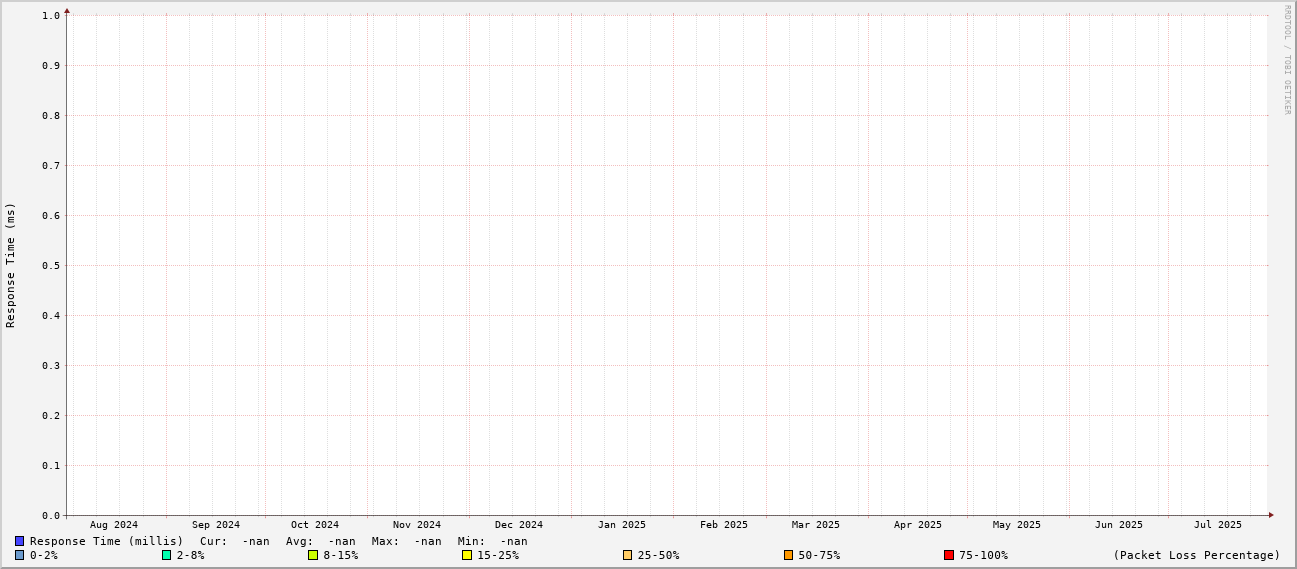 RRDTOOL / TOBI OETIKER
Response Time (ms)
1.0
0.9
0.8
0.7
0.6
0.5
0.4
0.3
0.2
0.1
0.0
Aug 2024 Sep 2024 Oct 2024 Nov 2024 Dec 2024 Jan 2025 Feb 2025 Mar 2025 Apr 2025 May 2025 Jun 2025 Jul 2025
Response Time (millis) Cur: -nan Avg: -nan Max: -nan Min: -nan
0-2% 2-8% 8-15% 15-25% 25-50% 50-75% 75-100% (Packet Loss Percentage)